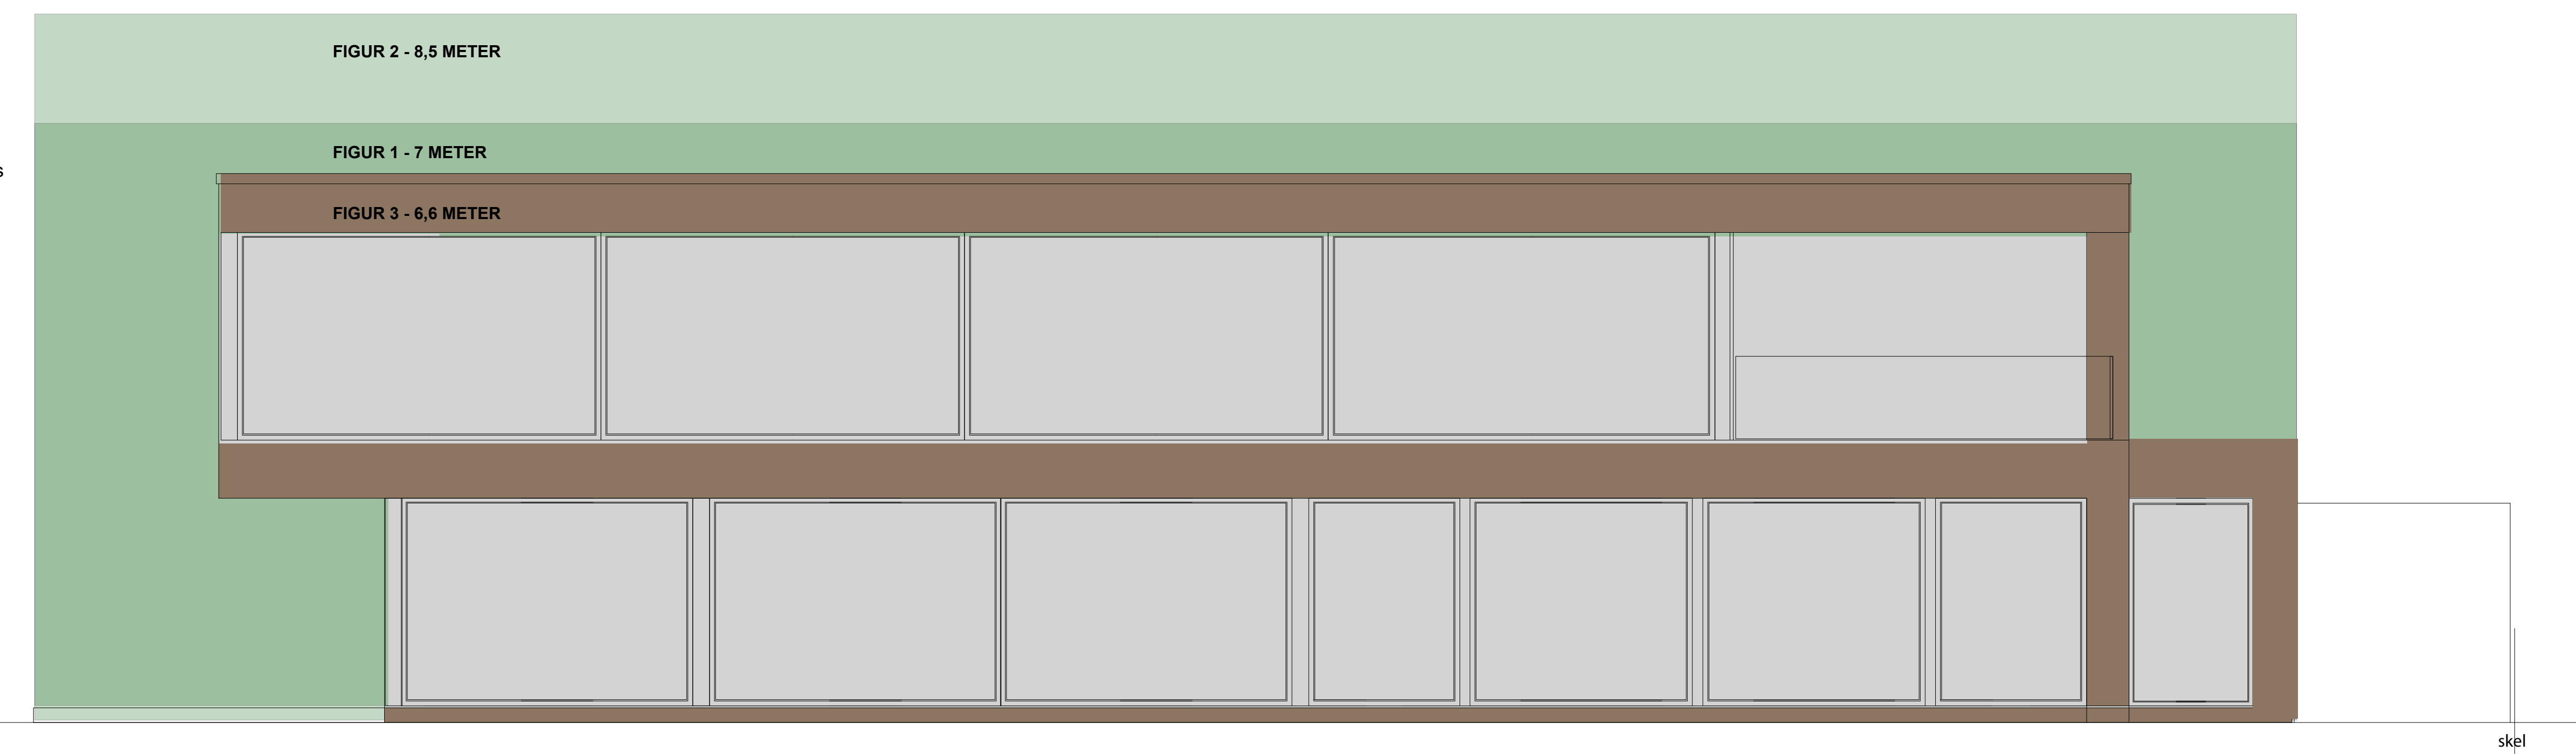 FIGUR 2 - 8,5 METER
FIGUR 1 - 7 METER
s
FIGUR 3 - 6,6 METER
skel